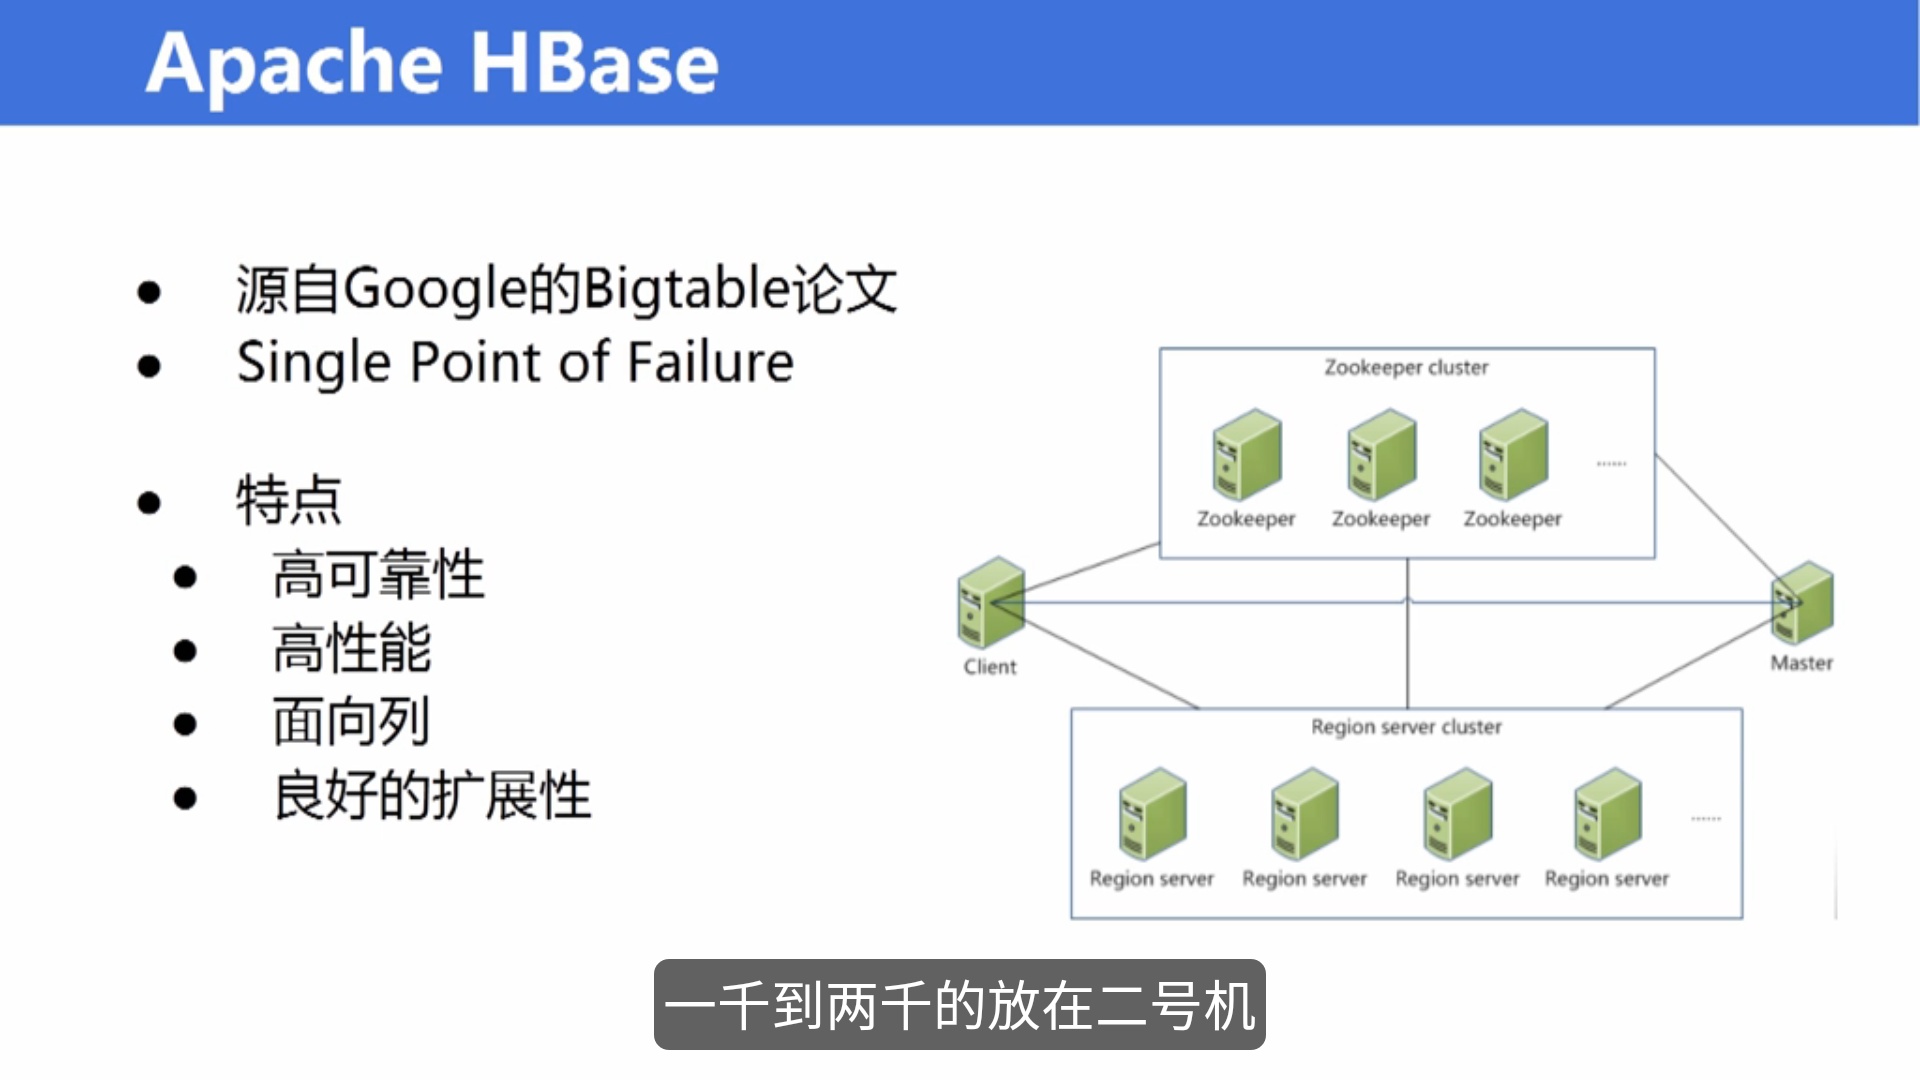 Apache HBase
源自Google的Bigtable论文
Single Point of Failure
特点
高可靠性
高性能
面向列
良好的扩展性
Zookeeper cluster
Zookeeper Zookeeper Zookeeper ......
Client
Master
Region server cluster
Region server Region server Region server Region server ......
一千到两千的放在二号机